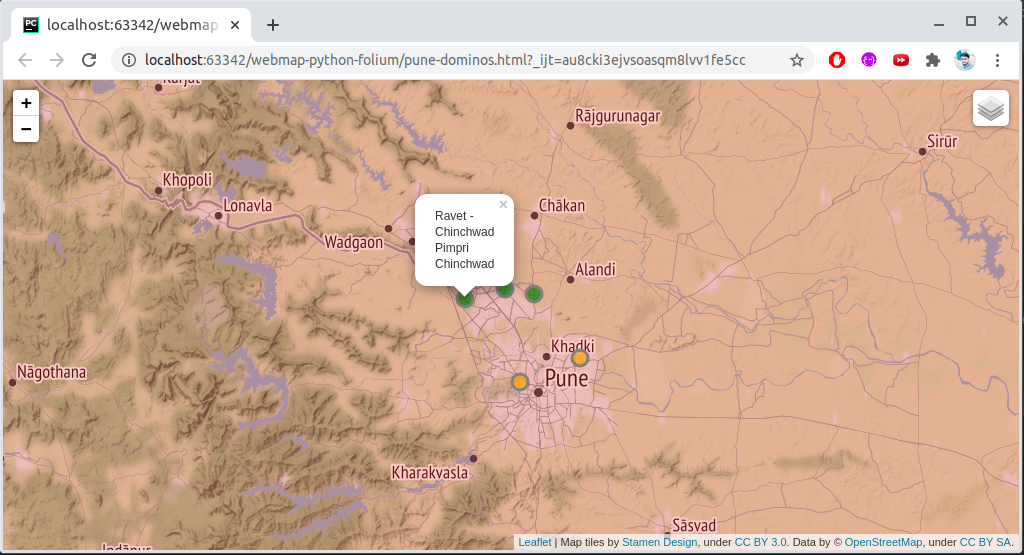 localhost:63342/webmap
localhost:63342/webmap-python-folium/pune-dominos.html?_ijt=au8cki3ejvsoasqm8lvv1fe5cc
+
−
Karjat
Rājgurunagar
Sirūr
Khopoli
Lonavla
Chākan
Wadgaon
Ravet -
Chinchwad
Pimpri
Chinchwad
×
Alandi
Khadki
Nāgothana
Pune
Kharakvasla
Sāsvad
Indāpur
Leaflet | Map tiles by Stamen Design, under CC BY 3.0. Data by © OpenStreetMap, under CC BY SA.